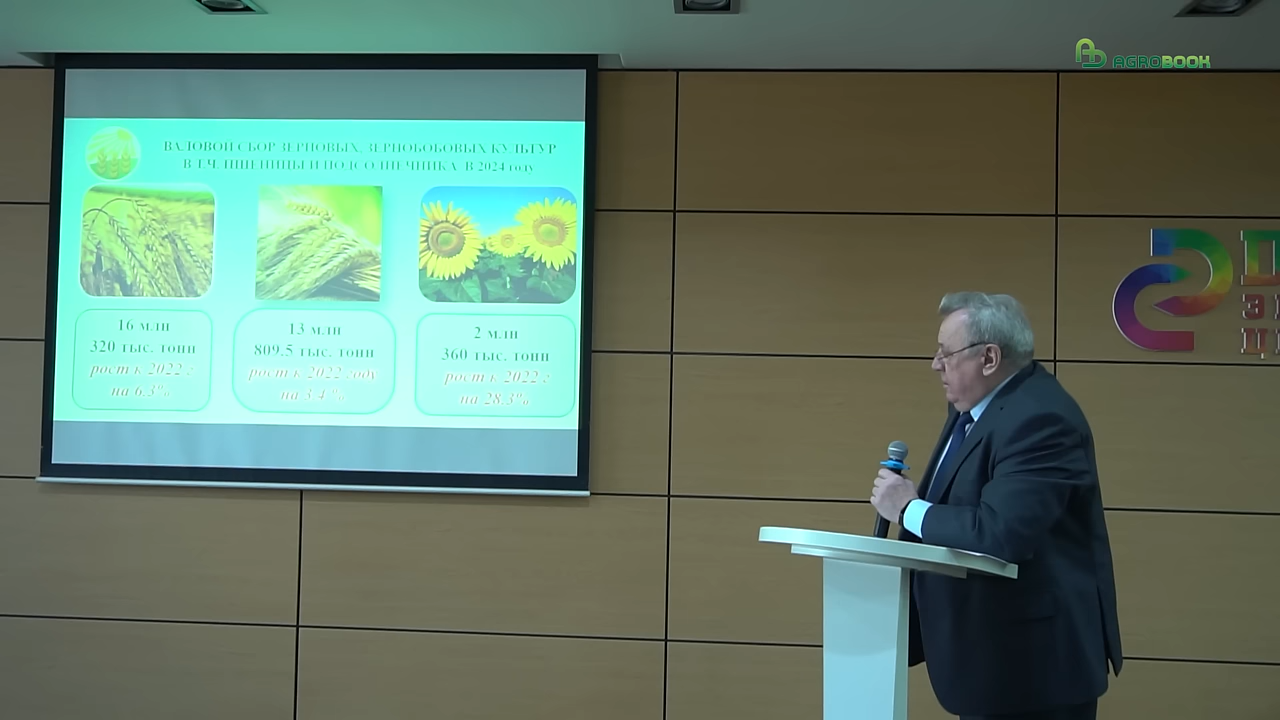 AGROBOOK
ВАЛОВОЙ СБОР ЗЕРНОВЫХ, ЗЕРНОБОБОВЫХ КУЛЬТУР
В Т.Ч. ПШЕНИЦЫ И ПОДСОЛНЕЧНИКА В 2024 году
16 млн
320 тыс. тонн
рост к 2022 г
на 6.3%
13 млн
809.5 тыс. тонн
рост к 2022 году
на 3.4 %
2 млн
360 тыс. тонн
рост к 2022 г
на 28.3%